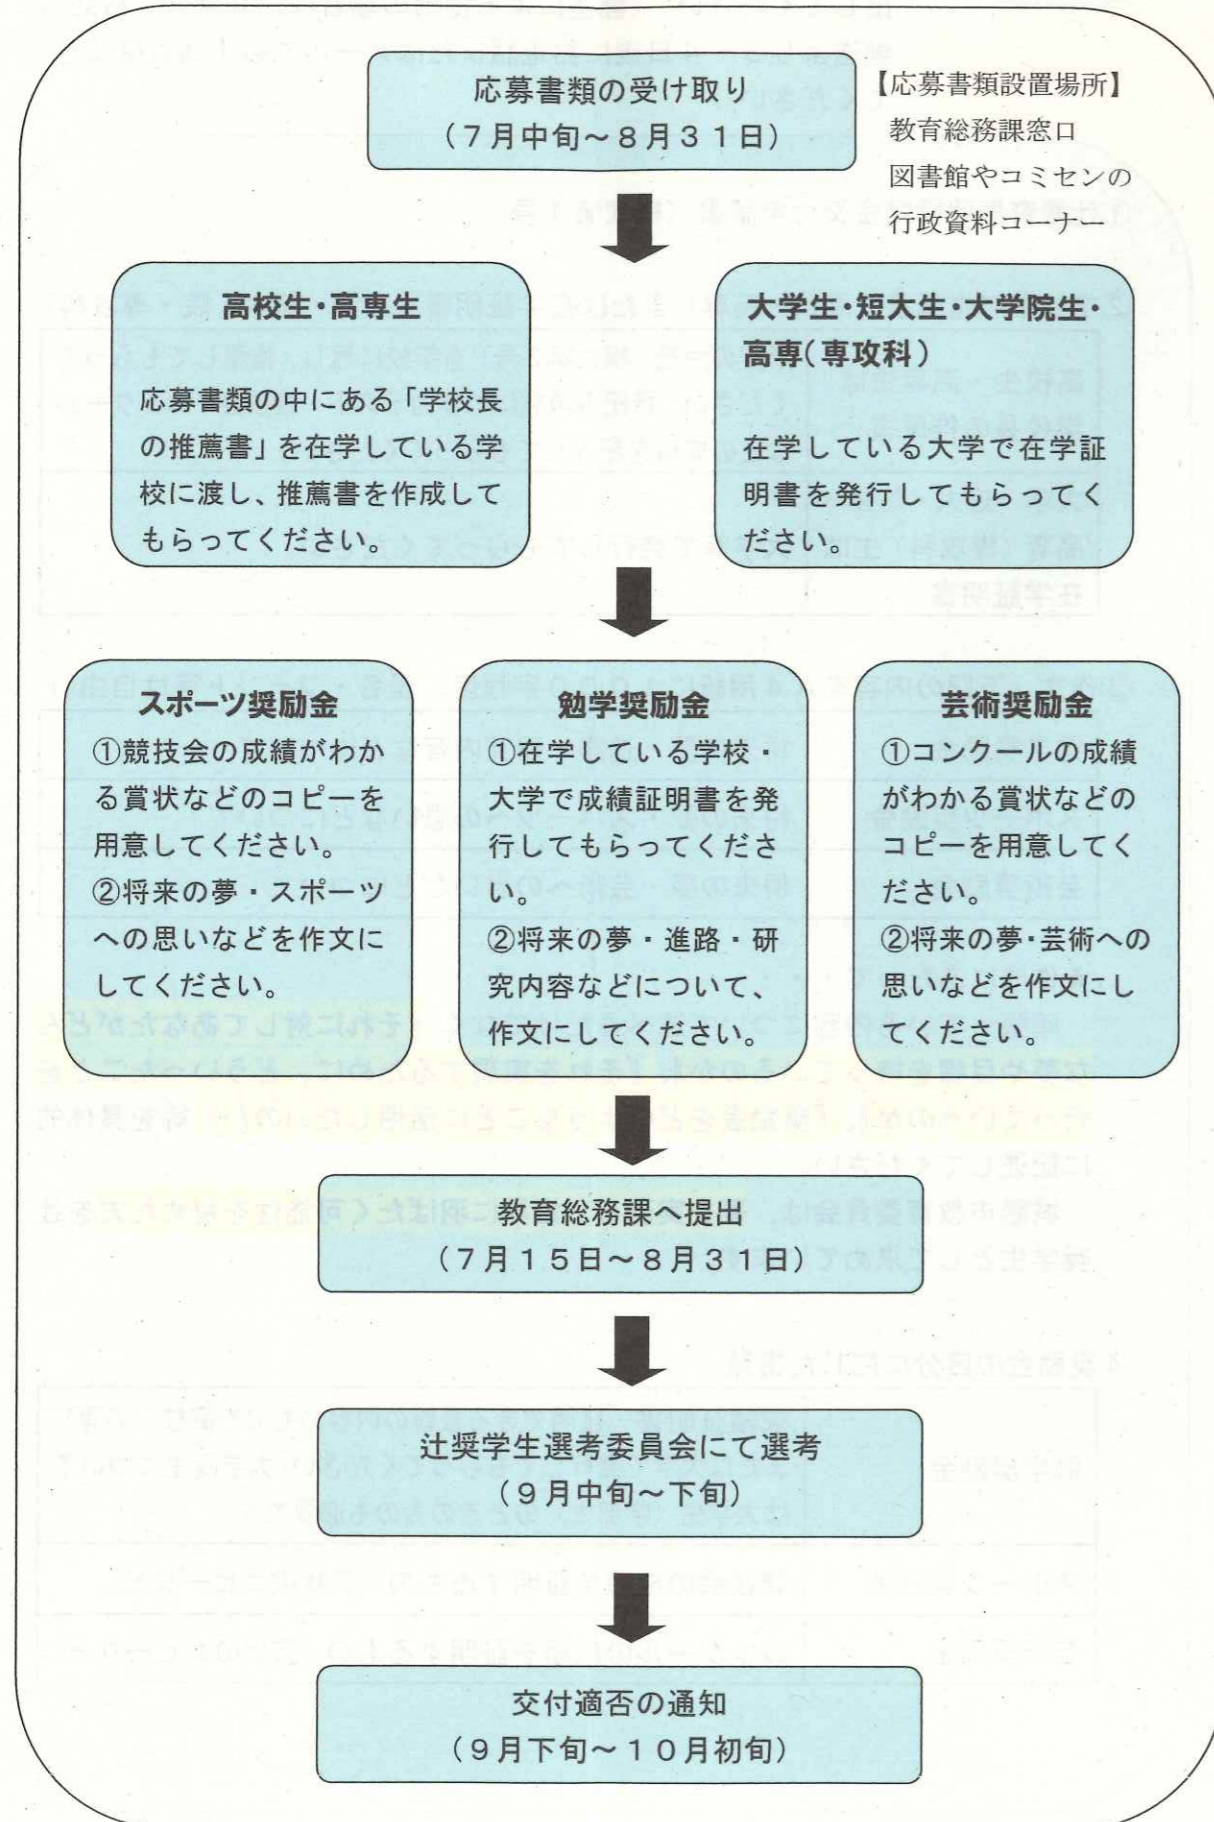 応募書類の受け取り
（７月中旬～８月３１日）
【応募書類設置場所】
教育総務課窓口
図書館やコミセンの
行政資料コーナー
高校生・高専生
応募書類の中にある「学校長
の推薦書」を在学している学
校に渡し、推薦書を作成して
もらってください。
大学生・短大生・大学院生・
高専（専攻科）
在学している大学で在学証
明書を発行してもらってく
ださい。
スポーツ奨励金
①競技会の成績がわか
る賞状などのコピーを
用意してください。
②将来の夢・スポーツ
への思いなどを作文に
してください。
勉学奨励金
①在学している学校・
大学で成績証明書を発
行してもらってくださ
い。
②将来の夢・進路・研
究内容などについて、
作文にしてください。
芸術奨励金
①コンクールの成績
がわかる賞状などの
コピーを用意してく
ださい。
②将来の夢・芸術への
思いなどを作文にし
てください。
教育総務課へ提出
（７月１５日～８月３１日）
辻奨学生選考委員会にて選考
（９月中旬～下旬）
交付適否の通知
（９月下旬～１０月初旬）